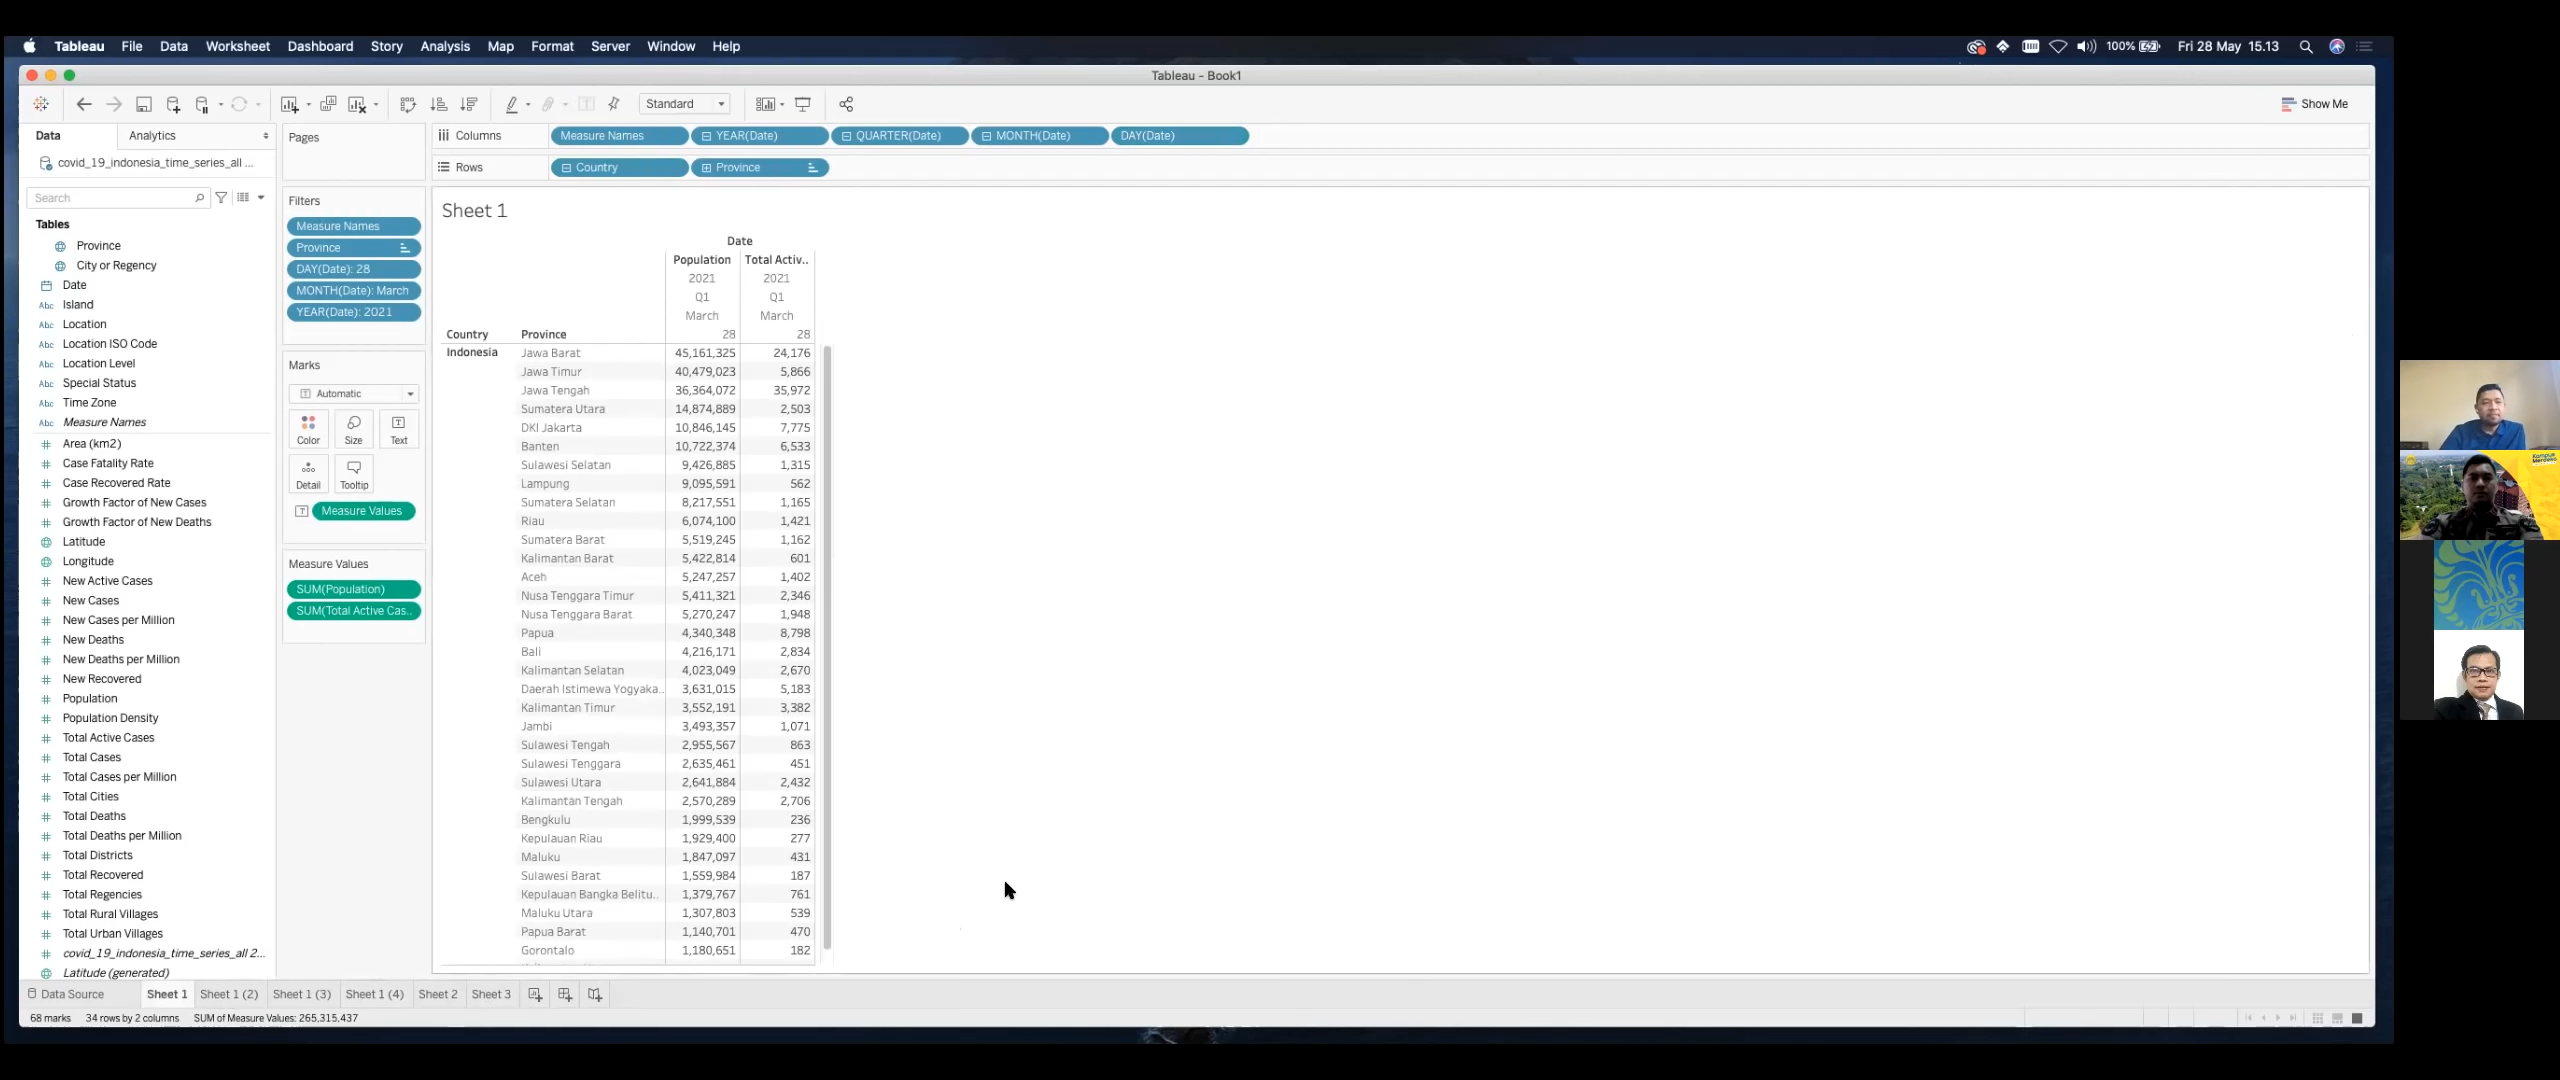 Tableau File Data Worksheet Dashboard Story Analysis Map Format Server Window Help 100% Fri 28 May 15.13
Tableau - Book1
Standard Show Me
Data Analytics
covid_19_indonesia_time_series_all ...
Search
Tables
Province
City or Regency
Date
Abc Island
Abc Location
Abc Location ISO Code
Abc Location Level
Abc Special Status
Abc Time Zone
Abc Measure Names
# Area (km2)
# Case Fatality Rate
# Case Recovered Rate
# Growth Factor of New Cases
# Growth Factor of New Deaths
Latitude
Longitude
# New Active Cases
# New Cases
# New Cases per Million
# New Deaths
# New Deaths per Million
# New Recovered
# Population
# Population Density
# Total Active Cases
# Total Cases
# Total Cases per Million
# Total Cities
# Total Deaths
# Total Deaths per Million
# Total Districts
# Total Recovered
# Total Regencies
# Total Rural Villages
# Total Urban Villages
# covid_19_indonesia_time_series_all 2...
Latitude (generated)
Pages
Filters
Measure Names
Province
DAY(Date): 28
MONTH(Date): March
YEAR(Date): 2021
Marks
Automatic
Color Size Text
Detail Tooltip
Measure Values
Measure Values
SUM(Population)
SUM(Total Active Cas..
Columns Measure Names YEAR(Date) QUARTER(Date) MONTH(Date) DAY(Date)
Rows Country Province
Sheet 1
Date
Population Total Activ..
2021 2021
Q1 Q1
March March
Country Province 28 28
Indonesia Jawa Barat 45,161,325 24,176
Jawa Timur 40,479,023 5,866
Jawa Tengah 36,364,072 35,972
Sumatera Utara 14,874,889 2,503
DKI Jakarta 10,846,145 7,775
Banten 10,722,374 6,533
Sulawesi Selatan 9,426,885 1,315
Lampung 9,095,591 562
Sumatera Selatan 8,217,551 1,165
Riau 6,074,100 1,421
Sumatera Barat 5,519,245 1,162
Kalimantan Barat 5,422,814 601
Aceh 5,247,257 1,402
Nusa Tenggara Timur 5,411,321 2,346
Nusa Tenggara Barat 5,270,247 1,948
Papua 4,340,348 8,798
Bali 4,216,171 2,834
Kalimantan Selatan 4,023,049 2,670
Daerah Istimewa Yogyaka.. 3,631,015 5,183
Kalimantan Timur 3,552,191 3,382
Jambi 3,493,357 1,071
Sulawesi Tengah 2,955,567 863
Sulawesi Tenggara 2,635,461 451
Sulawesi Utara 2,641,884 2,432
Kalimantan Tengah 2,570,289 2,706
Bengkulu 1,999,539 236
Kepulauan Riau 1,929,400 277
Maluku 1,847,097 431
Sulawesi Barat 1,559,984 187
Kepulauan Bangka Belitu.. 1,379,767 761
Maluku Utara 1,307,803 539
Papua Barat 1,140,701 470
Gorontalo 1,180,651 182
Data Source Sheet 1 Sheet 1 (2) Sheet 1 (3) Sheet 1 (4) Sheet 2 Sheet 3
68 marks 34 rows by 2 columns SUM of Measure Values: 265,315,437
Kampus
Merdeka